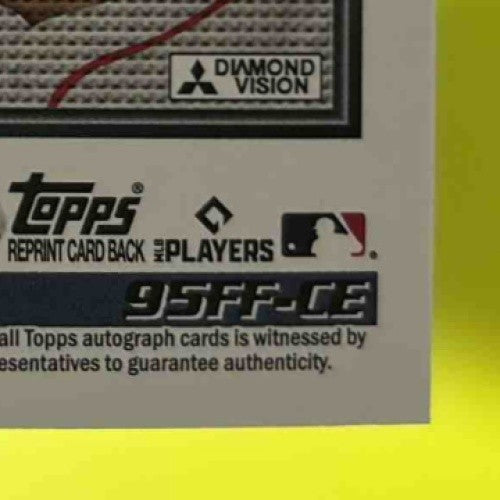 DIAMOND
VISION
Topps®
REPRINT CARD BACK
MLB PLAYERS
95FF-CE
all Topps autograph cards is witnessed by
esentatives to guarantee authenticity.